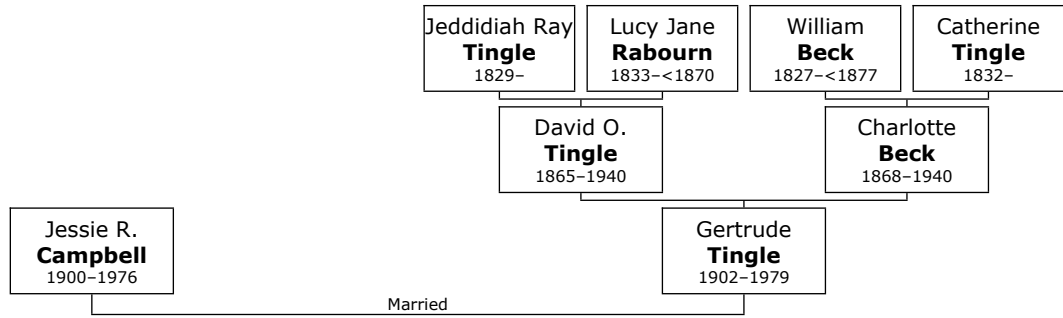 Jeddidiah Ray
Tingle
1829–
Lucy Jane
Rabourn
1833–<1870
William
Beck
1827–<1877
Catherine
Tingle
1832–
David O.
Tingle
1865–1940
Charlotte
Beck
1868–1940
Jessie R.
Campbell
1900–1976
Gertrude
Tingle
1902–1979
Married